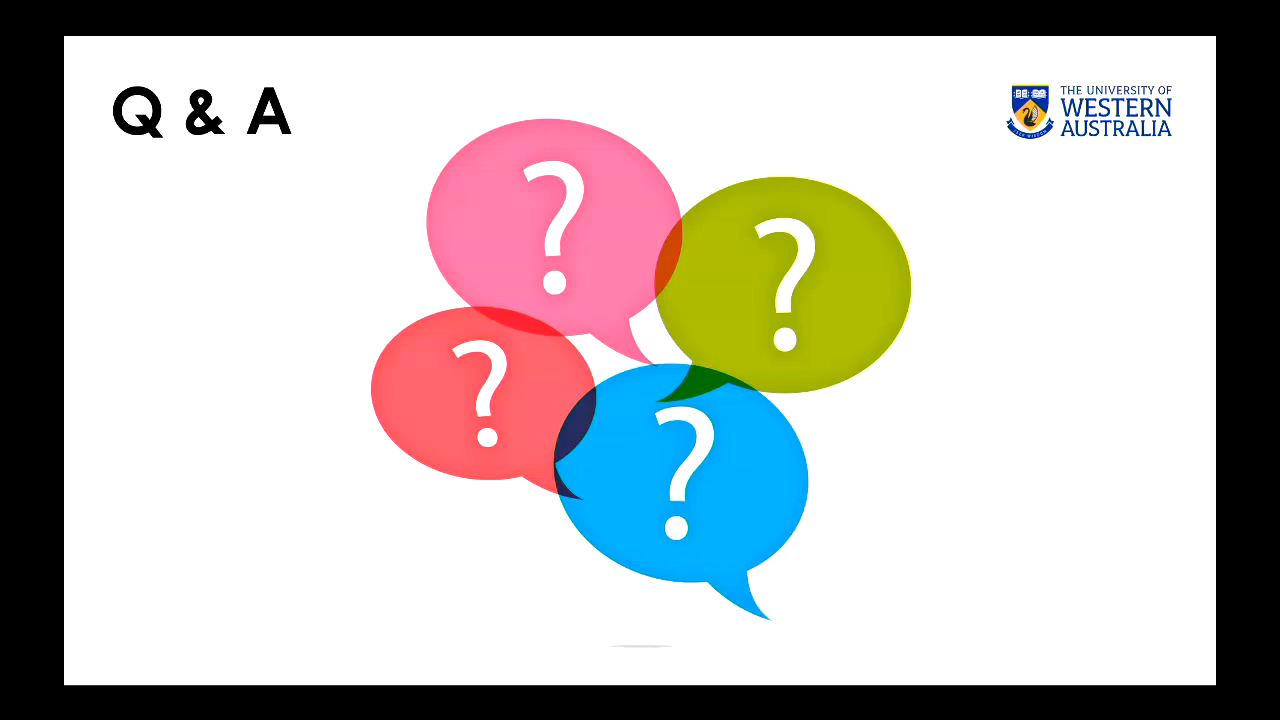 Q & A
THE UNIVERSITY OF
WESTERN
AUSTRALIA
?
?
?
?